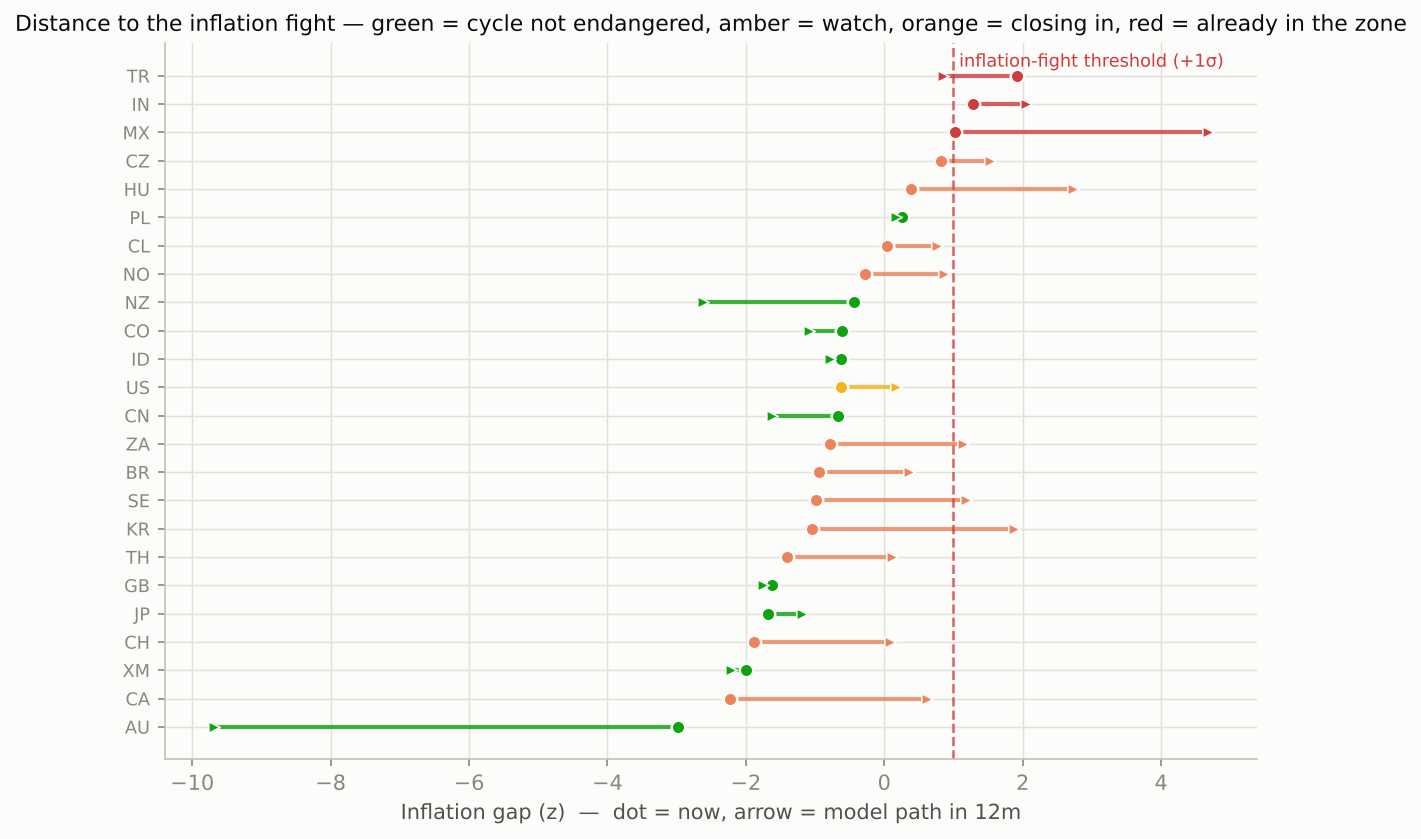 Distance to the inflation fight — green = cycle not endangered, amber = watch, orange = closing in, red = already in the zone
inflation-fight threshold (+1σ)
TR
IN
MX
CZ
HU
PL
CL
NO
NZ
CO
ID
US
CN
ZA
BR
SE
KR
TH
GB
JP
CH
XM
CA
AU
−10 −8 −6 −4 −2 0 2 4
Inflation gap (z) — dot = now, arrow = model path in 12m